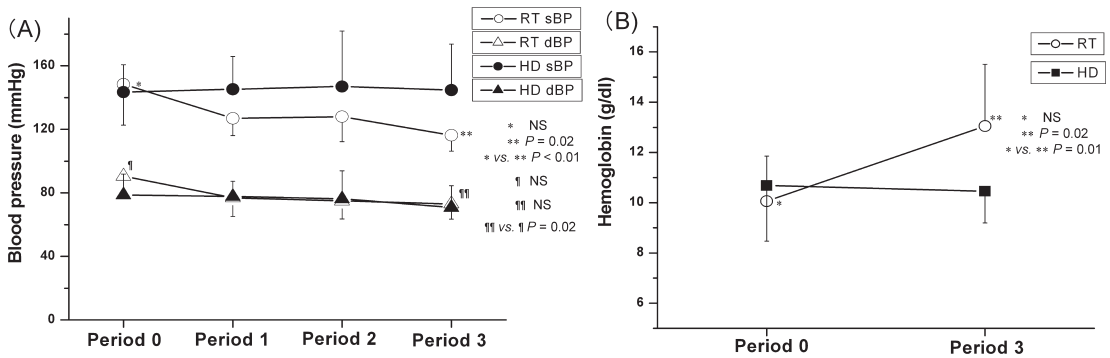 (A)
RT sBP
RT dBP
HD sBP
HD dBP
Blood pressure (mmHg)
160
120
80
40
0
*
**
¶
¶¶
* NS
** P = 0.02
* vs. ** P < 0.01
¶ NS
¶¶ NS
¶¶ vs. ¶ P = 0.02
Period 0 Period 1 Period 2 Period 3
(B)
RT
HD
Hemoglobin (g/dl)
16
14
12
10
8
6
*
**
* NS
** P = 0.02
* vs. ** P = 0.01
Period 0 Period 3